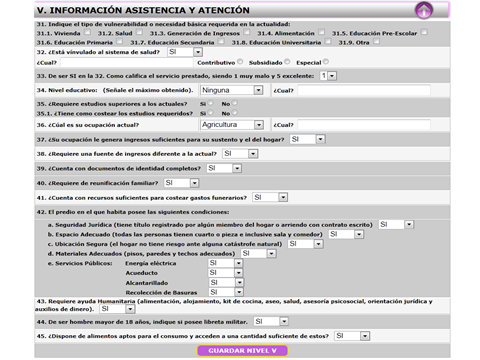 V. INFORMACIÓN ASISTENCIA Y ATENCIÓN
31. Indique el tipo de vulnerabilidad o necesidad básica requerida en la actualidad:
31.1. Vivienda 31.2. Salud 31.3. Generación de Ingresos 31.4. Alimentación 31.5. Educación Pre-Escolar
31.6. Educación Primaria 31.7. Educación Secundaria 31.8. Educación Universitaria 31.9. Otra
32. ¿Está vinculado al sistema de salud? SI
¿Cual? Contributivo Subsidiado Especial
33. De ser SI en la 32. Como califica el servicio prestado, siendo 1 muy malo y 5 excelente: 1
34. Nivel educativo: (Señale el máximo obtenido). Ninguna ¿Cual?
35. ¿Requiere estudios superiores a los actuales? Si No
35.1. ¿Tiene como costear los estudios requeridos? Si No
36. ¿Cúal es su ocupación actual? Agricultura ¿Cual?
37. ¿Su ocupación le genera ingresos suficientes para su sustento y el del hogar? SI
38. ¿Requiere una fuente de ingresos diferente a la actual? SI
39. ¿Cuenta con documentos de identidad completos? SI
40. ¿Requiere de reunificación familiar? SI
41. ¿Cuenta con recursos suficientes para costear gastos funerarios? SI
42. El predio en el que habita posee las siguientes condiciones:
a. Seguridad Jurídica (tiene título registrado por algún miembro del hogar o arriendo con contrato escrito) SI
b. Espacio Adecuado (todas las personas tienen cuarto o pieza e inclusive sala y comedor) SI
c. Ubicación Segura (el hogar no tiene riesgo ante alguna catástrofe natural) SI
d. Materiales Adecuados (pisos, paredes y techos adecuados) SI
e. Servicios Públicos: Energía eléctrica SI
Acueducto SI
Alcantarillado SI
Recolección de Basuras SI
43. Requiere ayuda Humanitaria (alimentación, alojamiento, kit de cocina, aseo, salud, asesoría psicosocial, orientación jurídica y
auxilios de dinero). SI
44. De ser hombre mayor de 18 años, indique si posee libreta militar. SI
45. ¿Dispone de alimentos aptos para el consumo y acceden a una cantidad suficiente de estos? SI
GUARDAR NIVEL V